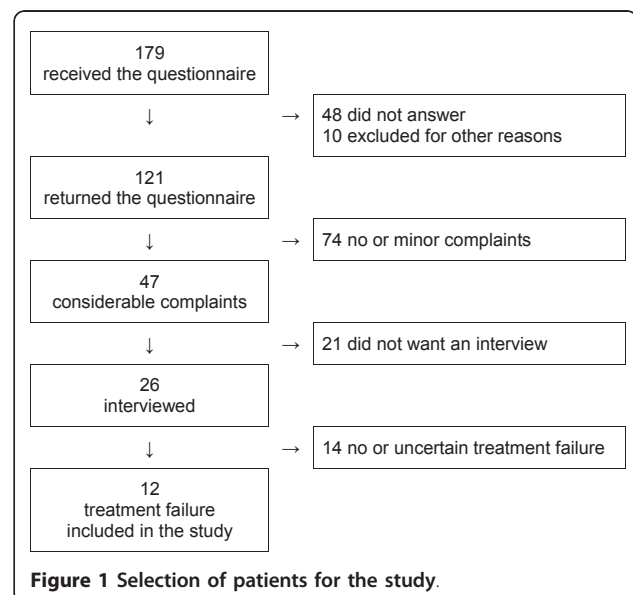 179
received the questionnaire
↓
→
48 did not answer
10 excluded for other reasons
121
returned the questionnaire
↓
→
74 no or minor complaints
47
considerable complaints
↓
→
21 did not want an interview
26
interviewed
↓
→
14 no or uncertain treatment failure
12
treatment failure
included in the study
Figure 1 Selection of patients for the study.